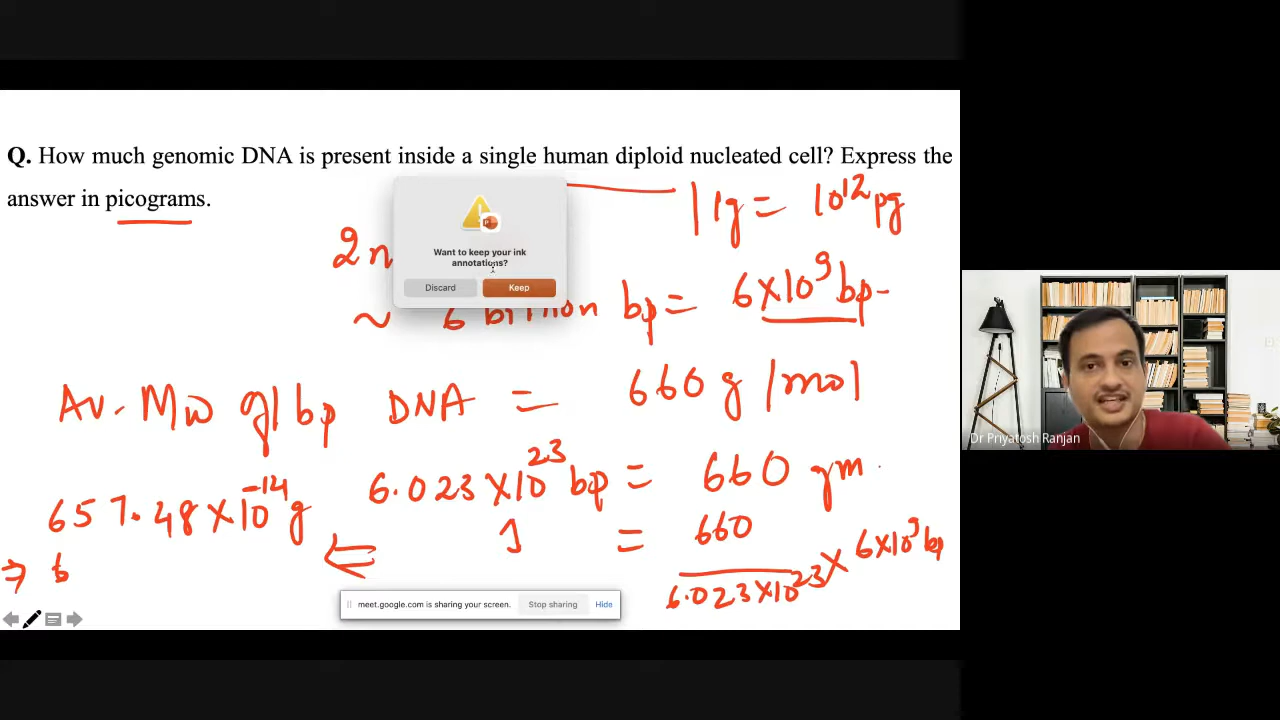 Q. How much genomic DNA is present inside a single human diploid nucleated cell? Express the
answer in picograms.
1g = 10^12 pg
2n
Want to keep your ink
annotations?
Discard
Keep
~ 6 billion bp = 6×10^9 bp
Av. Mw g/bp DNA = 660 g/mol
6.023×10^23 bp = 660 gm
657.48×10^-14 g
1 = 660
6.023×10^23 × 6×10^9 bp
⇒ 6
meet.google.com is sharing your screen.
Stop sharing
Hide
Dr Priyatosh Ranjan